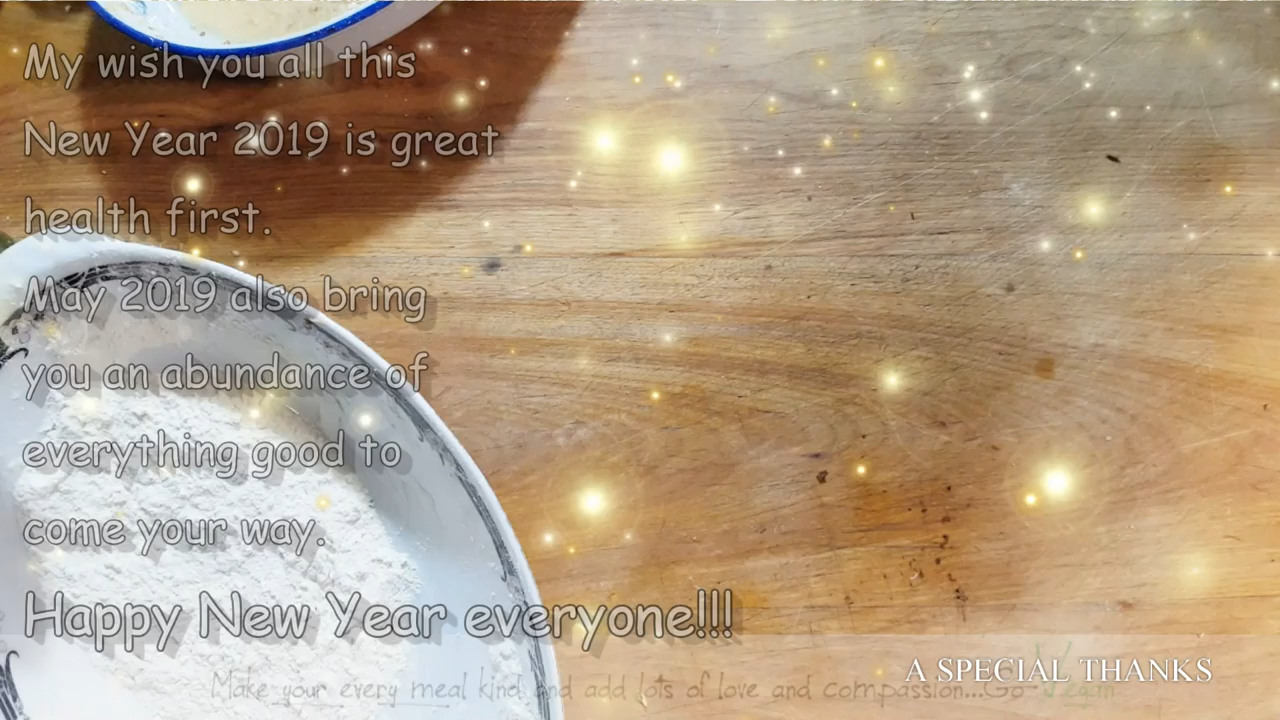 My wish you all this
New Year 2019 is great
health first.
May 2019 also bring
you an abundance of
everything good to
come your way.
Happy New Year everyone!!!
A SPECIAL THANKS
Make your every meal kind and add lots of love and compassion...Go Vegan